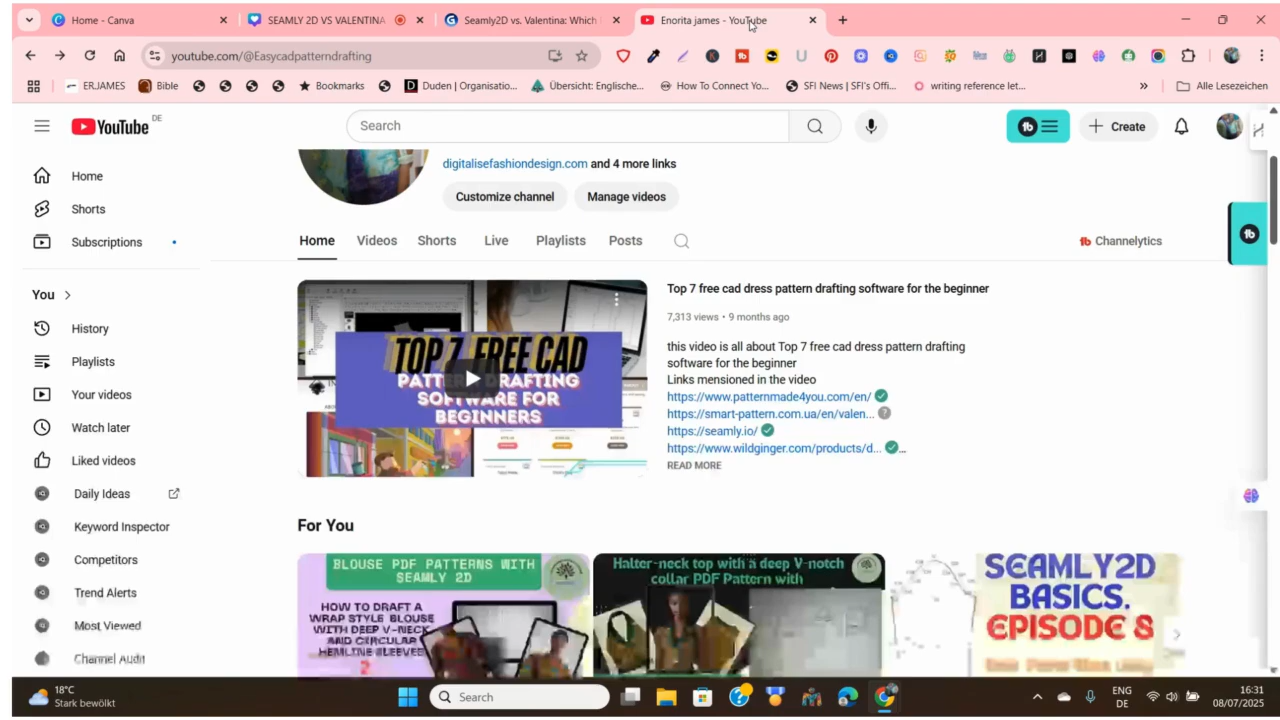 Home - Canva
SEAMLY 2D VS VALENTINA
Seamly2D vs. Valentina: Which
Enorita james - YouTube
youtube.com/@Easycadpatterndrafting
ERJAMES
Bible
Bookmarks
Duden | Organisatio...
Übersicht: Englische...
How To Connect Yo...
SFI News | SFI's Offi...
writing reference let...
Alle Lesezeichen
YouTube DE
Search
Create
digitalisefashiondesign.com and 4 more links
Customize channel
Manage videos
Home
Videos
Shorts
Live
Playlists
Posts
Channelytics
Home
Shorts
Subscriptions
You
History
Playlists
Your videos
Watch later
Liked videos
Daily Ideas
Keyword Inspector
Competitors
Trend Alerts
Most Viewed
Channel Audit
TOP 7 FREE CAD
PATTERN DRAFTING
SOFTWARE FOR
BEGINNERS
Top 7 free cad dress pattern drafting software for the beginner
7,313 views • 9 months ago
this video is all about Top 7 free cad dress pattern drafting
software for the beginner
Links mentioned in the video
https://www.patternmade4you.com/en/
https://smart-pattern.com.ua/en/valen...
https://seamly.io/
https://www.wildginger.com/products/d... ...
READ MORE
For You
BLOUSE PDF PATTERNS WITH
SEAMLY 2D
HOW TO DRAFT A
WRAP STYLE BLOUSE
WITH DEEP V-NECK
AND CIRCULAR
HEMLINE SLEEVES
?
Halter-neck top with a deep V-notch
collar PDF Pattern with
SEAMLY2D
BASICS.
EPISODE 8
18°C
Stark bewölkt
Search
ENG
DE
16:31
08/07/2025